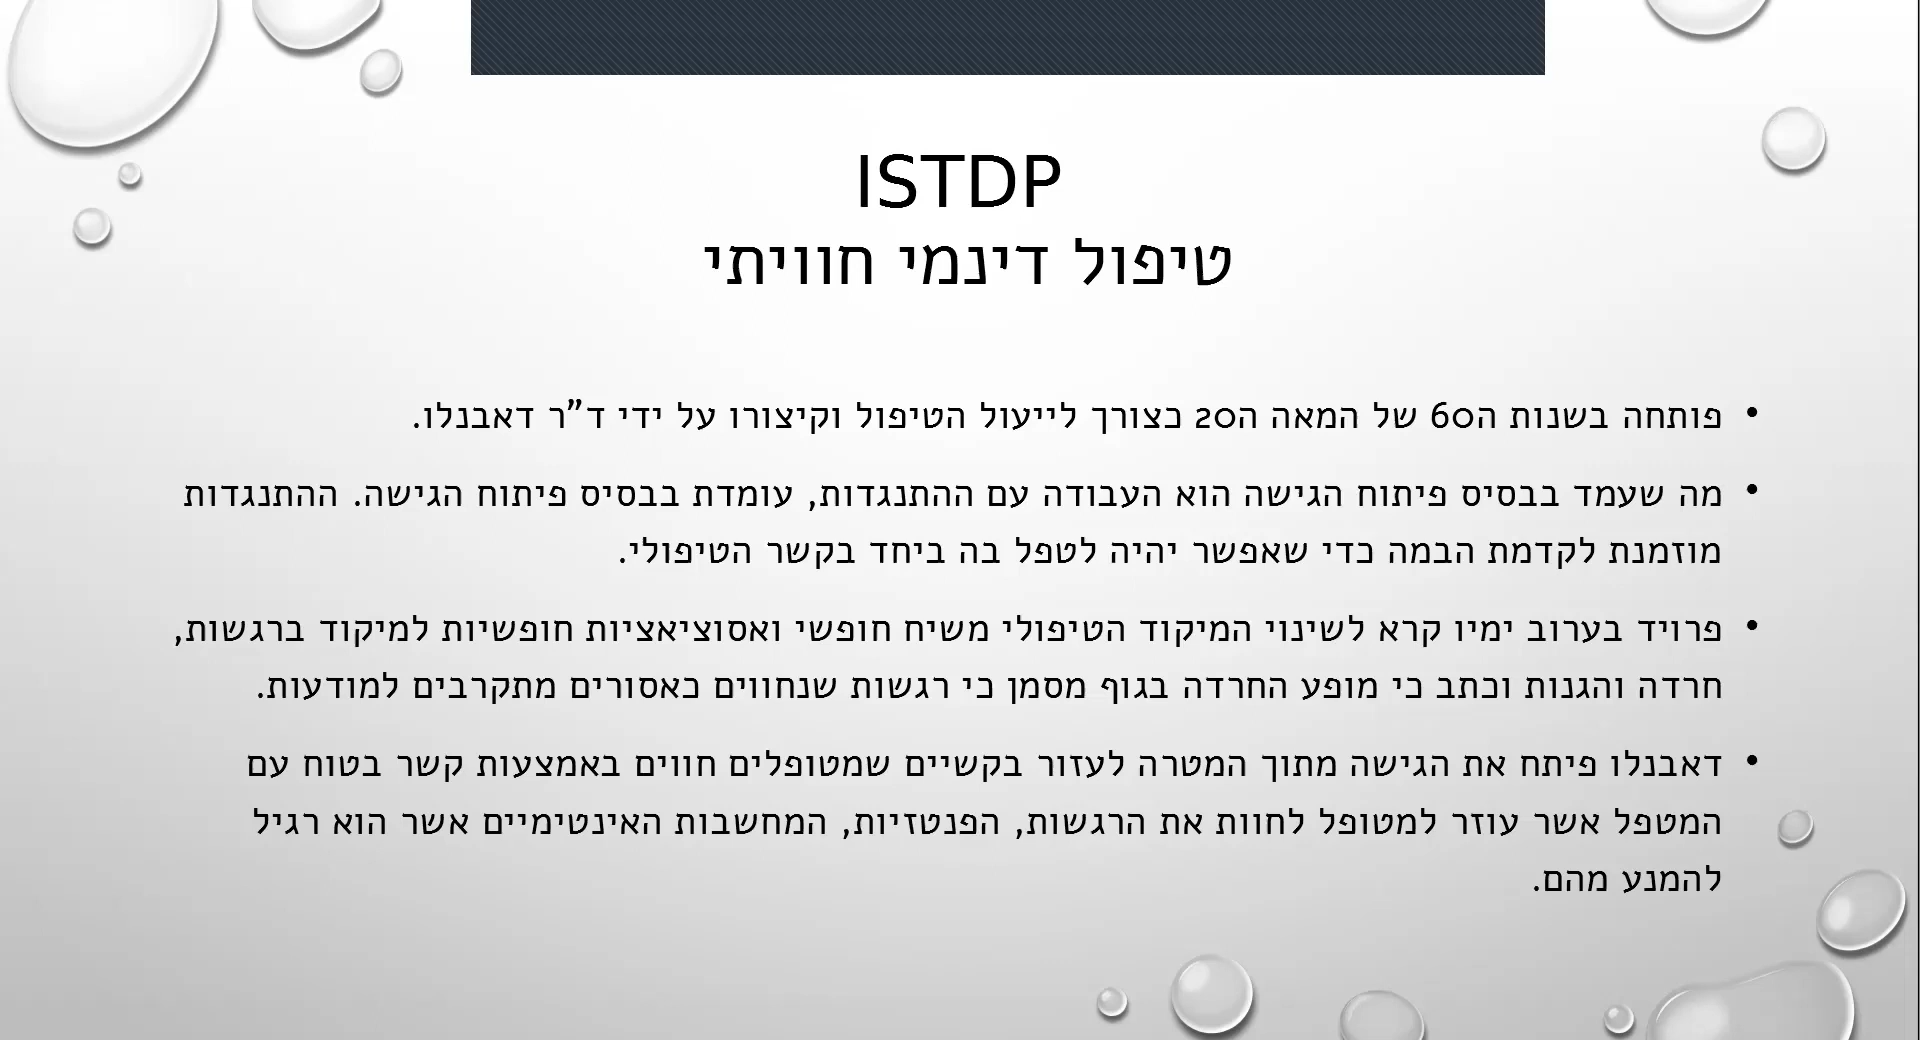 ISTDP
טיפול דינמי חוויתי
• פותחה בשנות ה60 של המאה ה20 כצורך לייעול הטיפול וקיצורו על ידי ד"ר דאבנלו.
• מה שעמד בבסיס פיתוח הגישה הוא העבודה עם ההתנגדות, עומדת בבסיס פיתוח הגישה. ההתנגדות
מוזמנת לקדמת הבמה כדי שאפשר יהיה לטפל בה ביחד בקשר הטיפולי.
• פרויד בערוב ימיו קרא לשינוי המיקוד הטיפולי משיח חופשי ואסוציאציות חופשיות למיקוד ברגשות,
חרדה והגנות וכתב כי מופע החרדה בגוף מסמן כי רגשות שנחווים כאסורים מתקרבים למודעות.
• דאבנלו פיתח את הגישה מתוך המטרה לעזור בקשיים שמטופלים חווים באמצעות קשר בטוח עם
המטפל אשר עוזר למטופל לחוות את הרגשות, הפנטזיות, המחשבות האינטימיים אשר הוא רגיל
להמנע מהם.